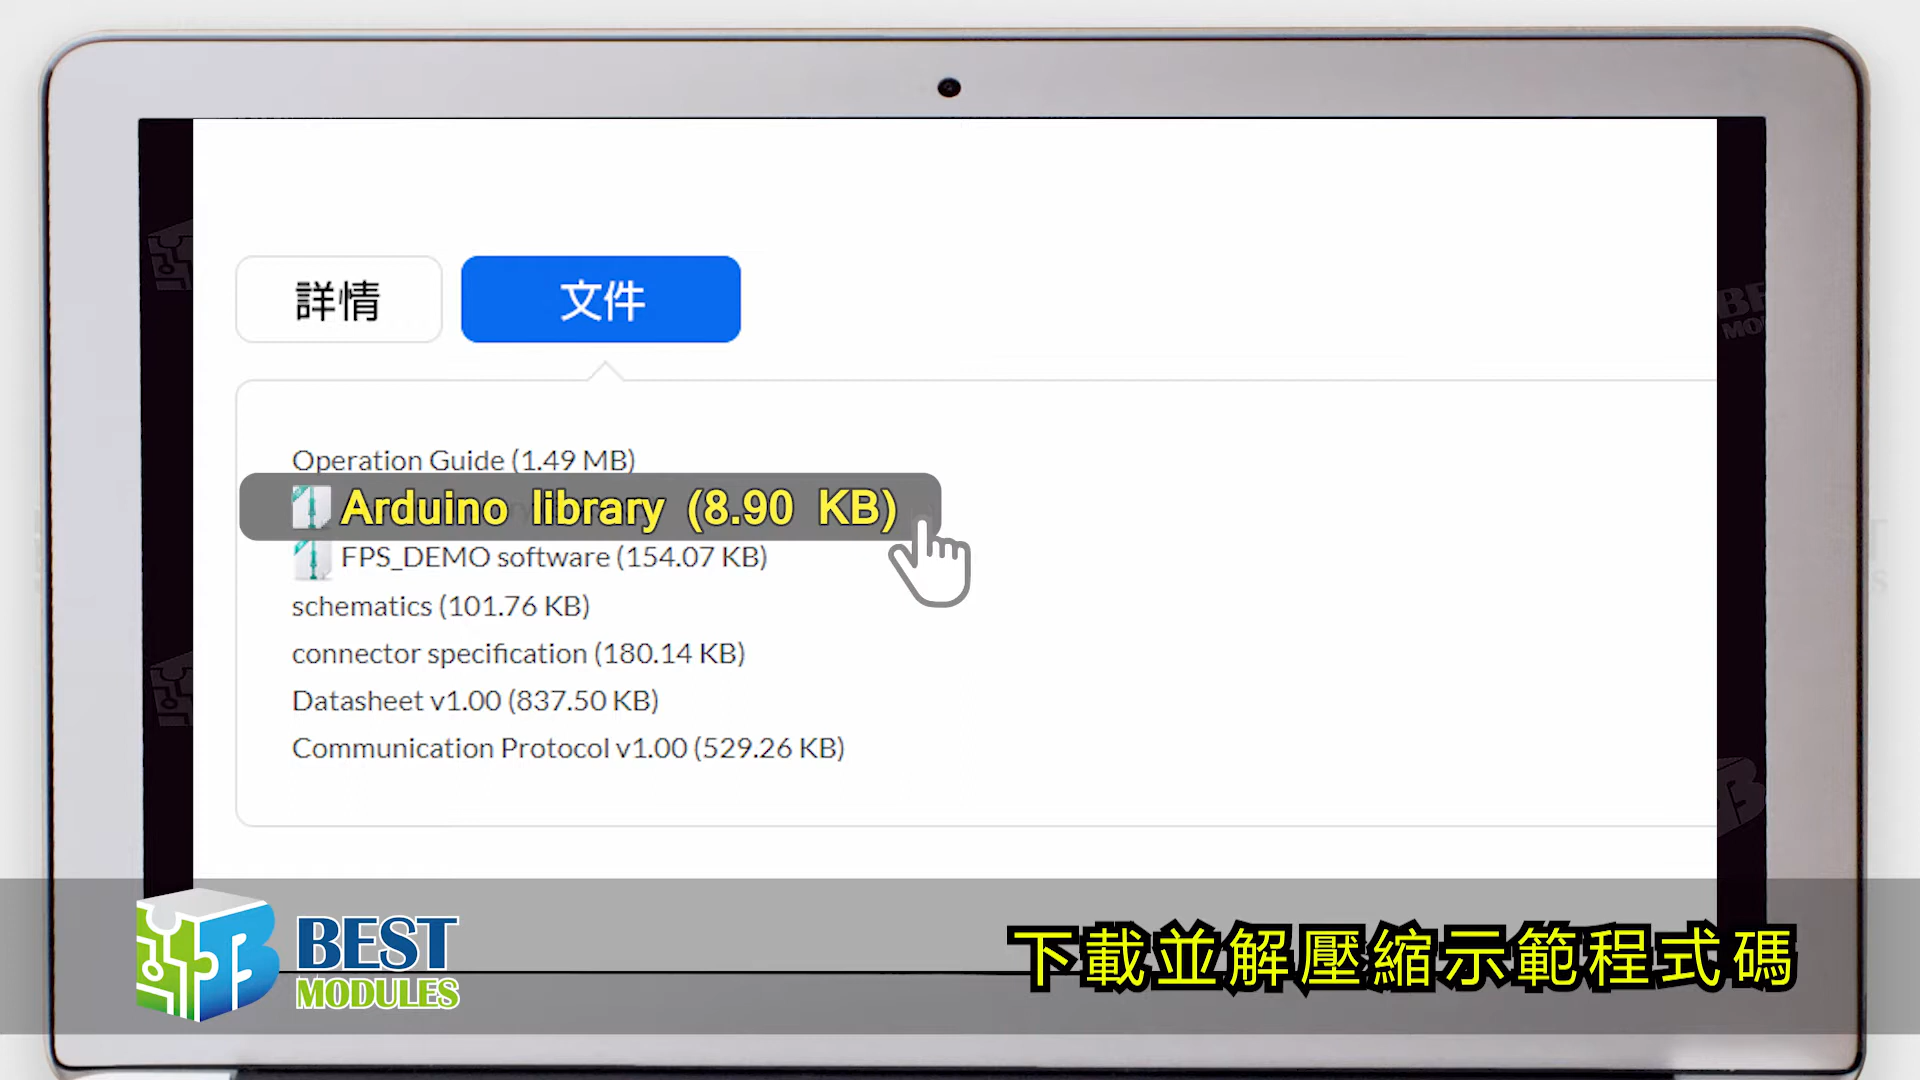 詳情
文件
Operation Guide (1.49 MB)
Arduino library (8.90 KB)
FPS_DEMO software (154.07 KB)
schematics (101.76 KB)
connector specification (180.14 KB)
Datasheet v1.00 (837.50 KB)
Communication Protocol v1.00 (529.26 KB)
BEST
MODULES
下載並解壓縮示範程式碼